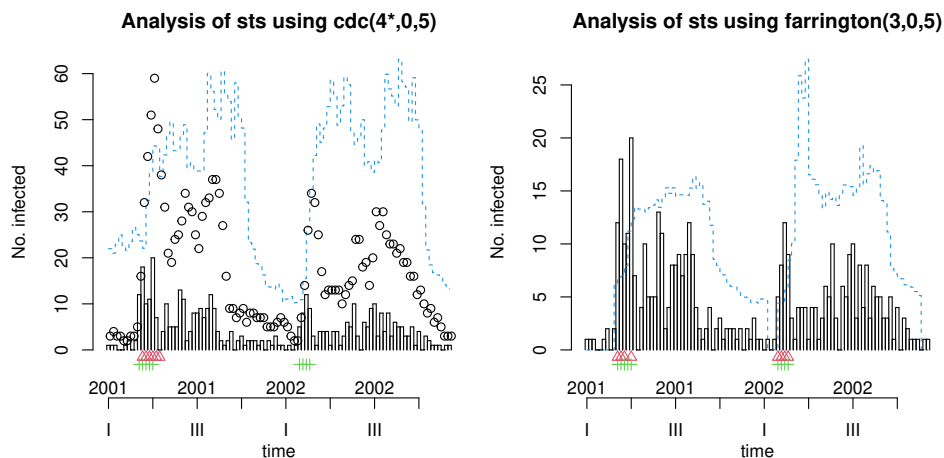 Analysis of sts using cdc(4*,0,5)
No. infected
60
50
40
30
20
10
0
2001 2001 2002 2002
I III I III
time
Analysis of sts using farrington(3,0,5)
No. infected
25
20
15
10
5
0
2001 2001 2002 2002
I III I III
time